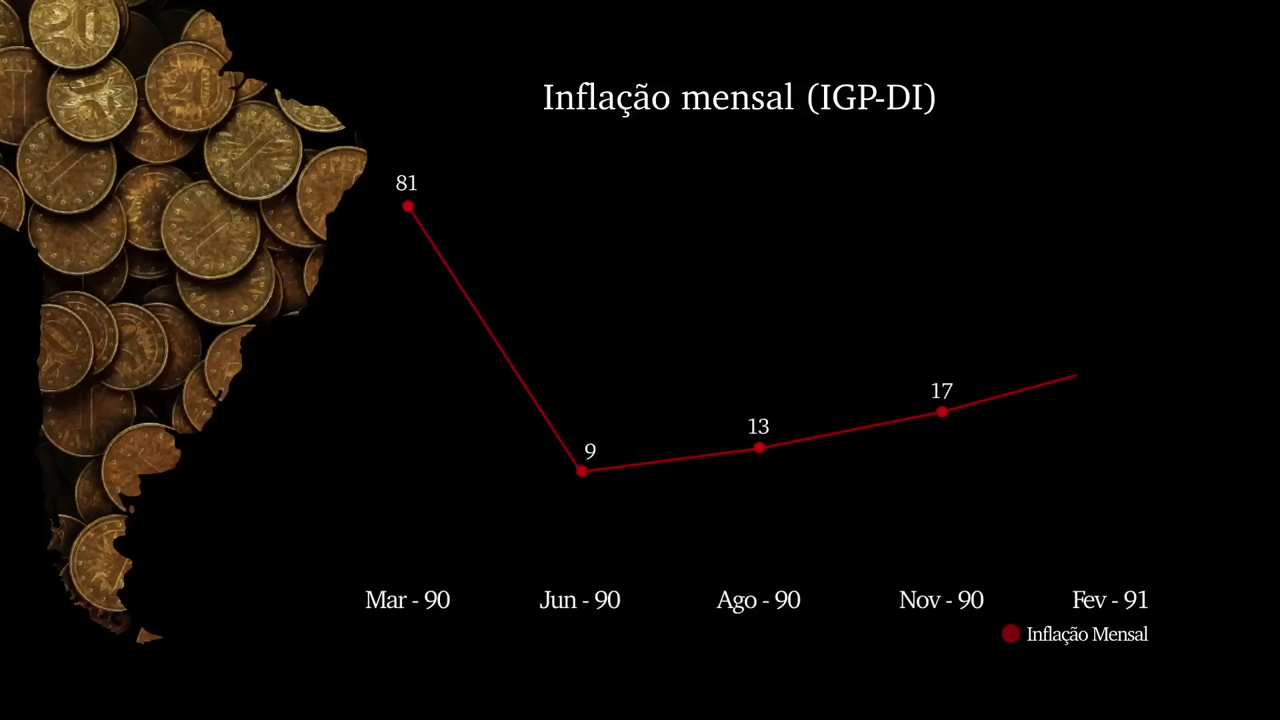 Inflação mensal (IGP-DI)
81
9
13
17
Mar - 90
Jun - 90
Ago - 90
Nov - 90
Fev - 91
Inflação Mensal